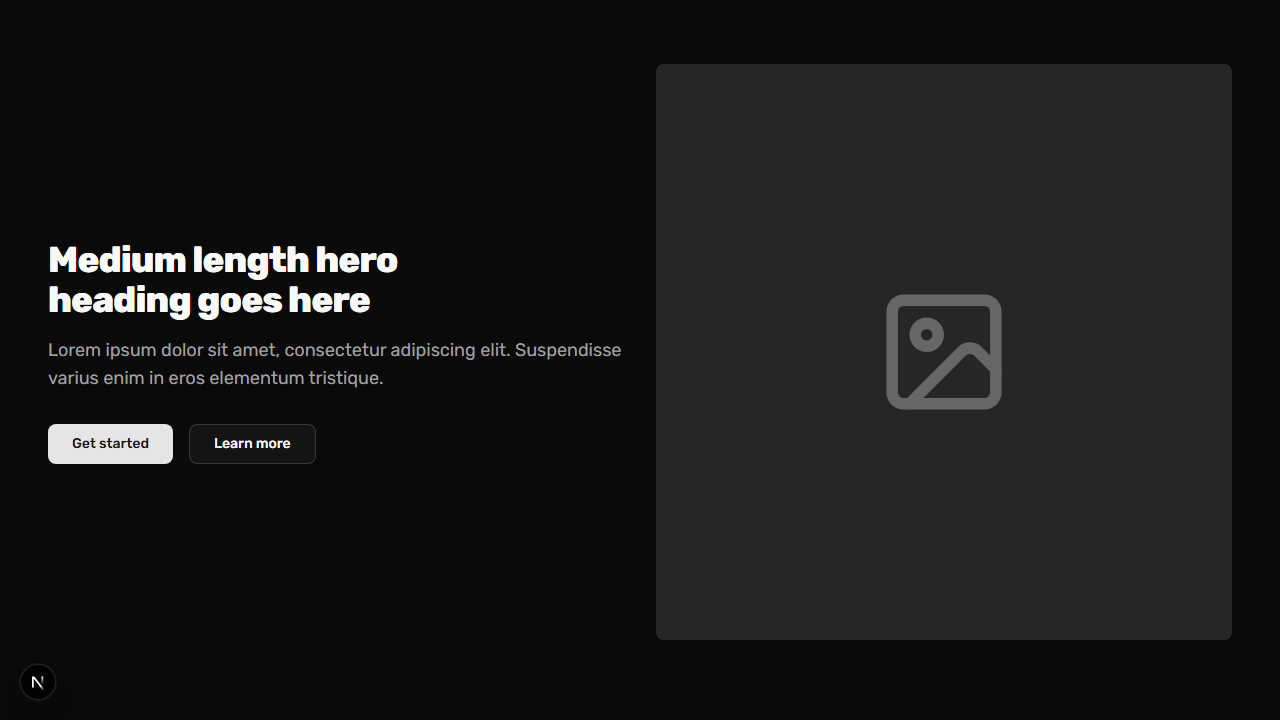 Medium length hero
heading goes here
Lorem ipsum dolor sit amet, consectetur adipiscing elit. Suspendisse
varius enim in eros elementum tristique.
Get started
Learn more
N